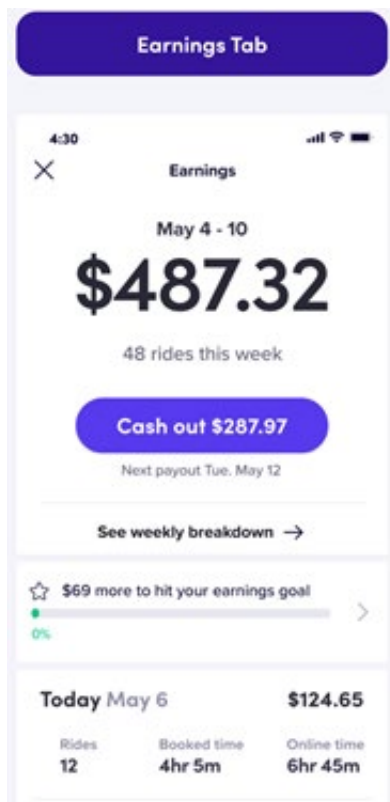 Earnings Tab
4:30
Earnings
May 4 - 10
$487.32
48 rides this week
Cash out $287.97
Next payout Tue. May 12
See weekly breakdown →
$69 more to hit your earnings goal
0%
Today May 6 $124.65
Rides Booked time Online time
12 4hr 5m 6hr 45m